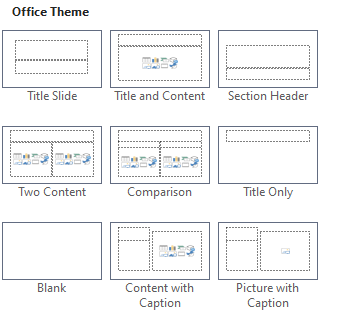 Office Theme
Title Slide
Title and Content
Section Header
Two Content
Comparison
Title Only
Blank
Content with
Caption
Picture with
Caption